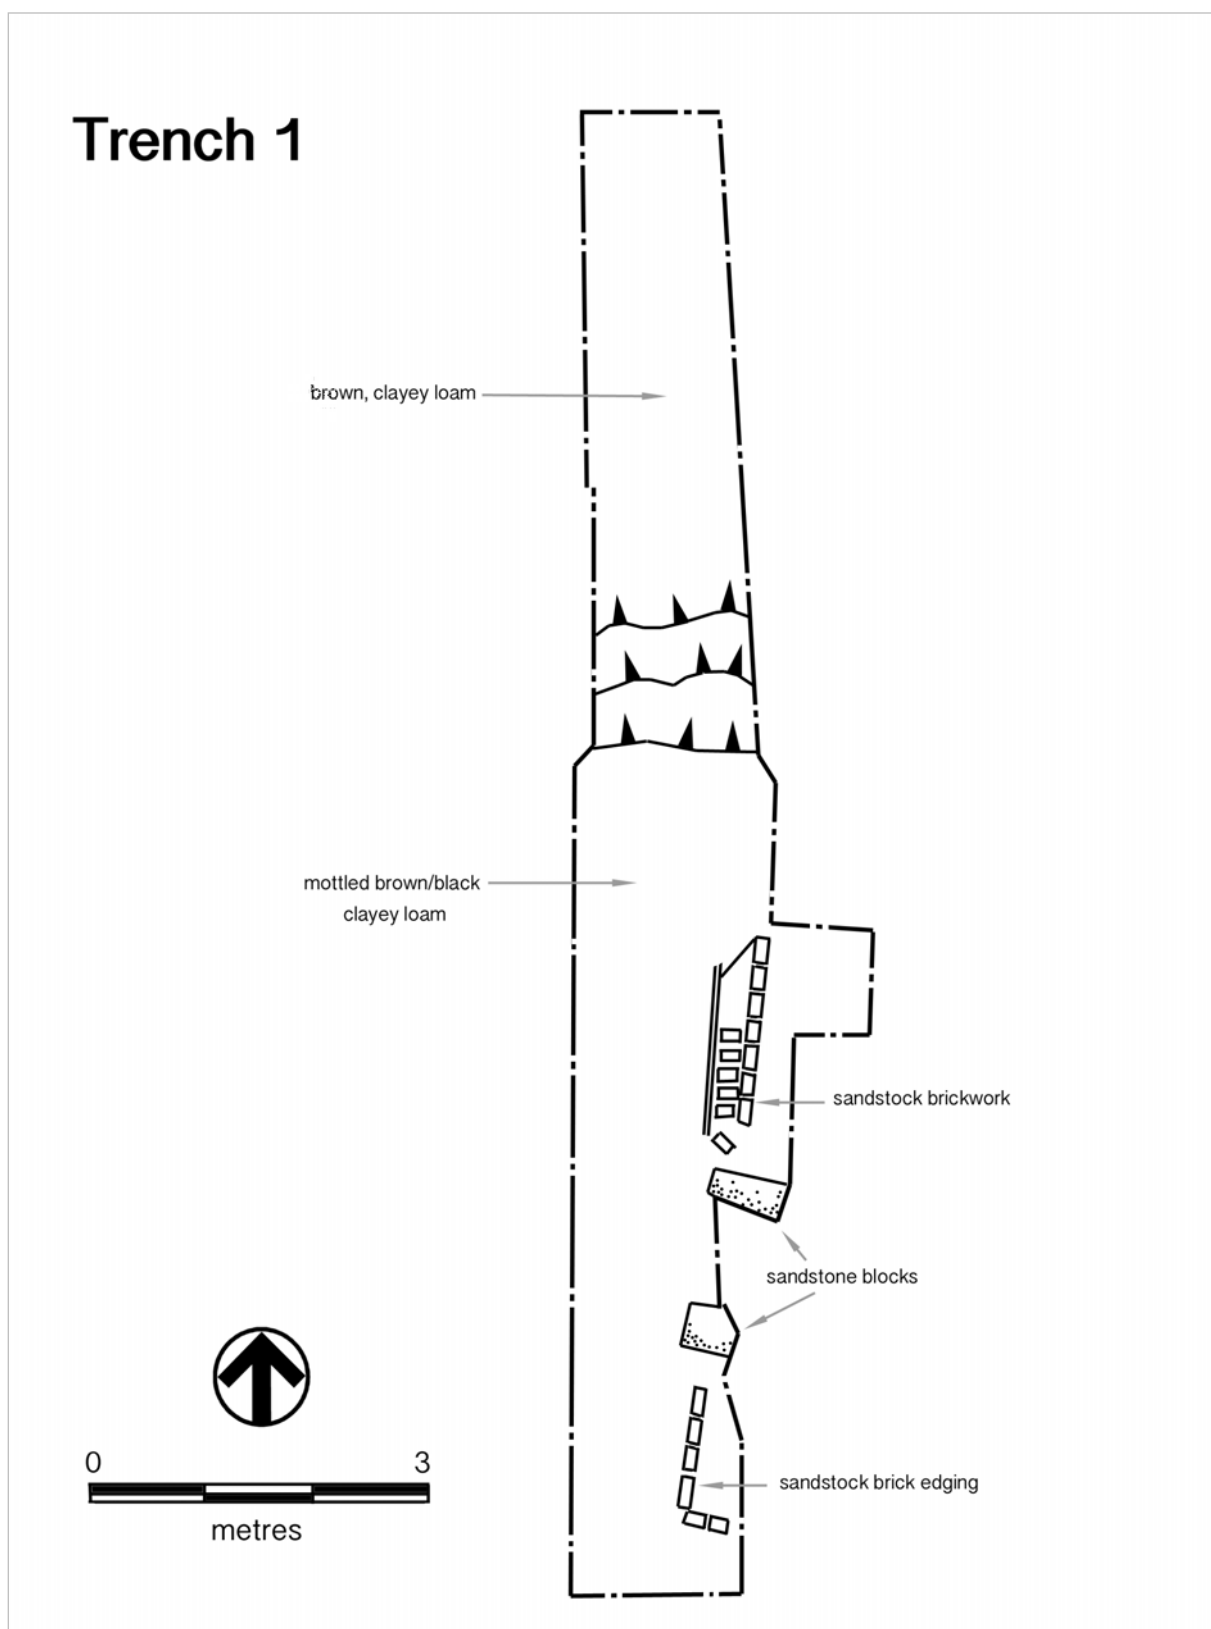 Trench 1
brown, clayey loam
mottled brown/black
clayey loam
sandstock brickwork
sandstone blocks
sandstock brick edging
0 3
metres